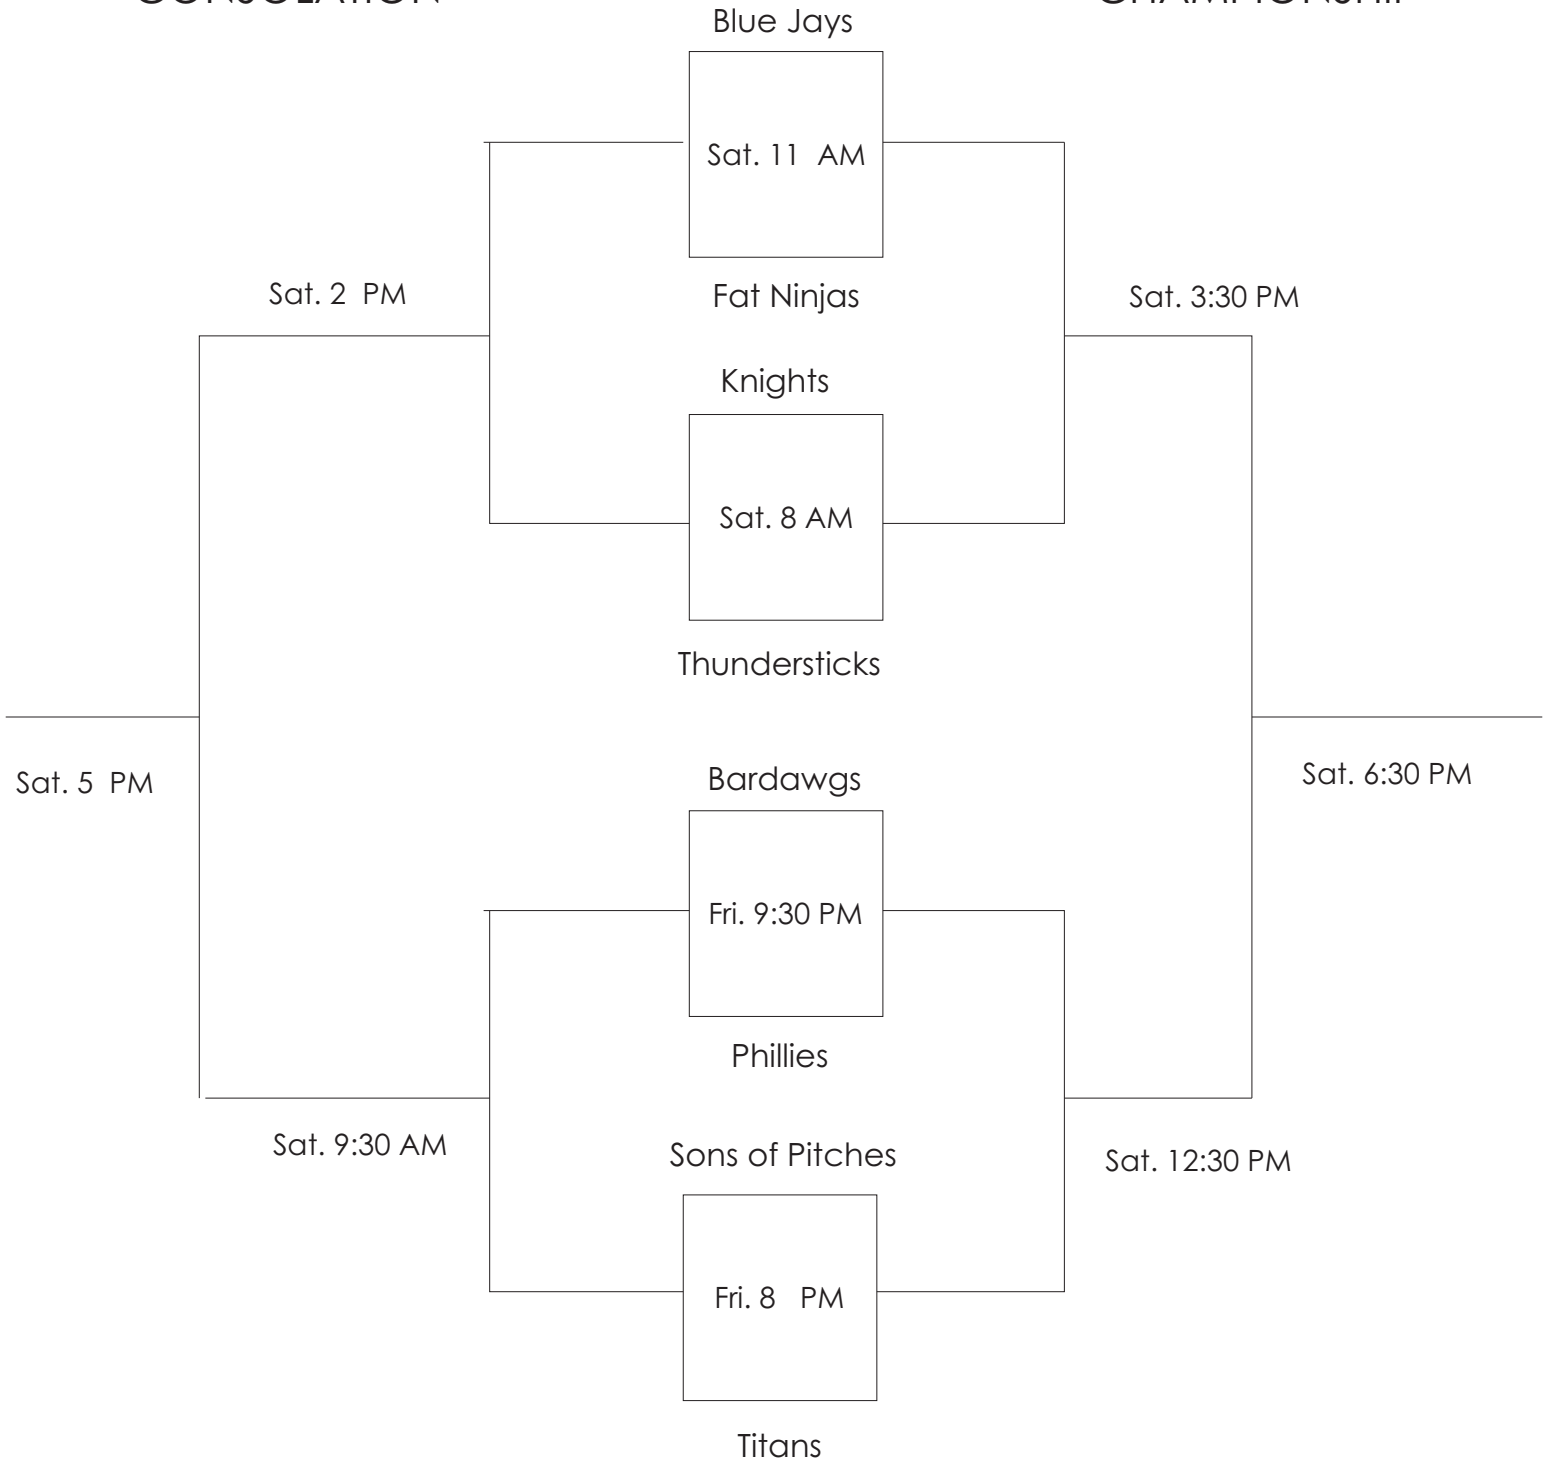 CONSOLATION
CHAMPIONSHIP
Blue Jays
Sat. 11 AM
Sat. 2 PM
Fat Ninjas
Sat. 3:30 PM
Knights
Sat. 8 AM
Thundersticks
Sat. 5 PM
Bardawgs
Sat. 6:30 PM
Fri. 9:30 PM
Phillies
Sat. 9:30 AM
Sons of Pitches
Sat. 12:30 PM
Fri. 8 PM
Titans